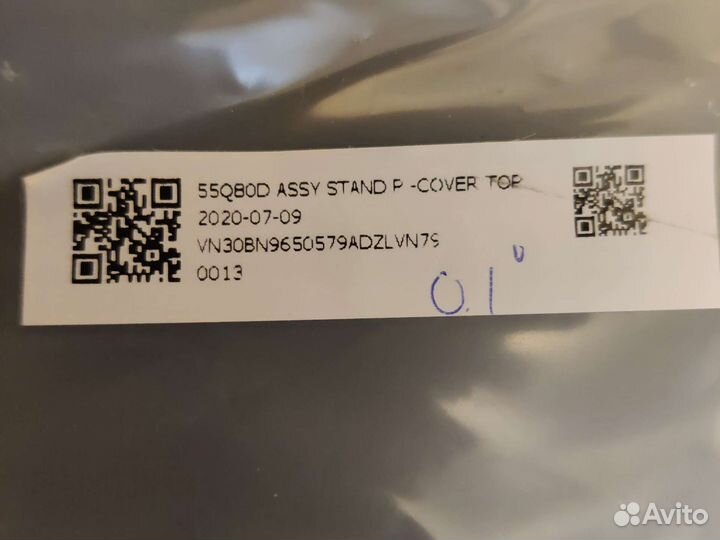 55Q80D ASSY STAND P -COVER TOP
2020-07-09
VN30BN9650579ADZLVN79
0013
0.1"
Avito